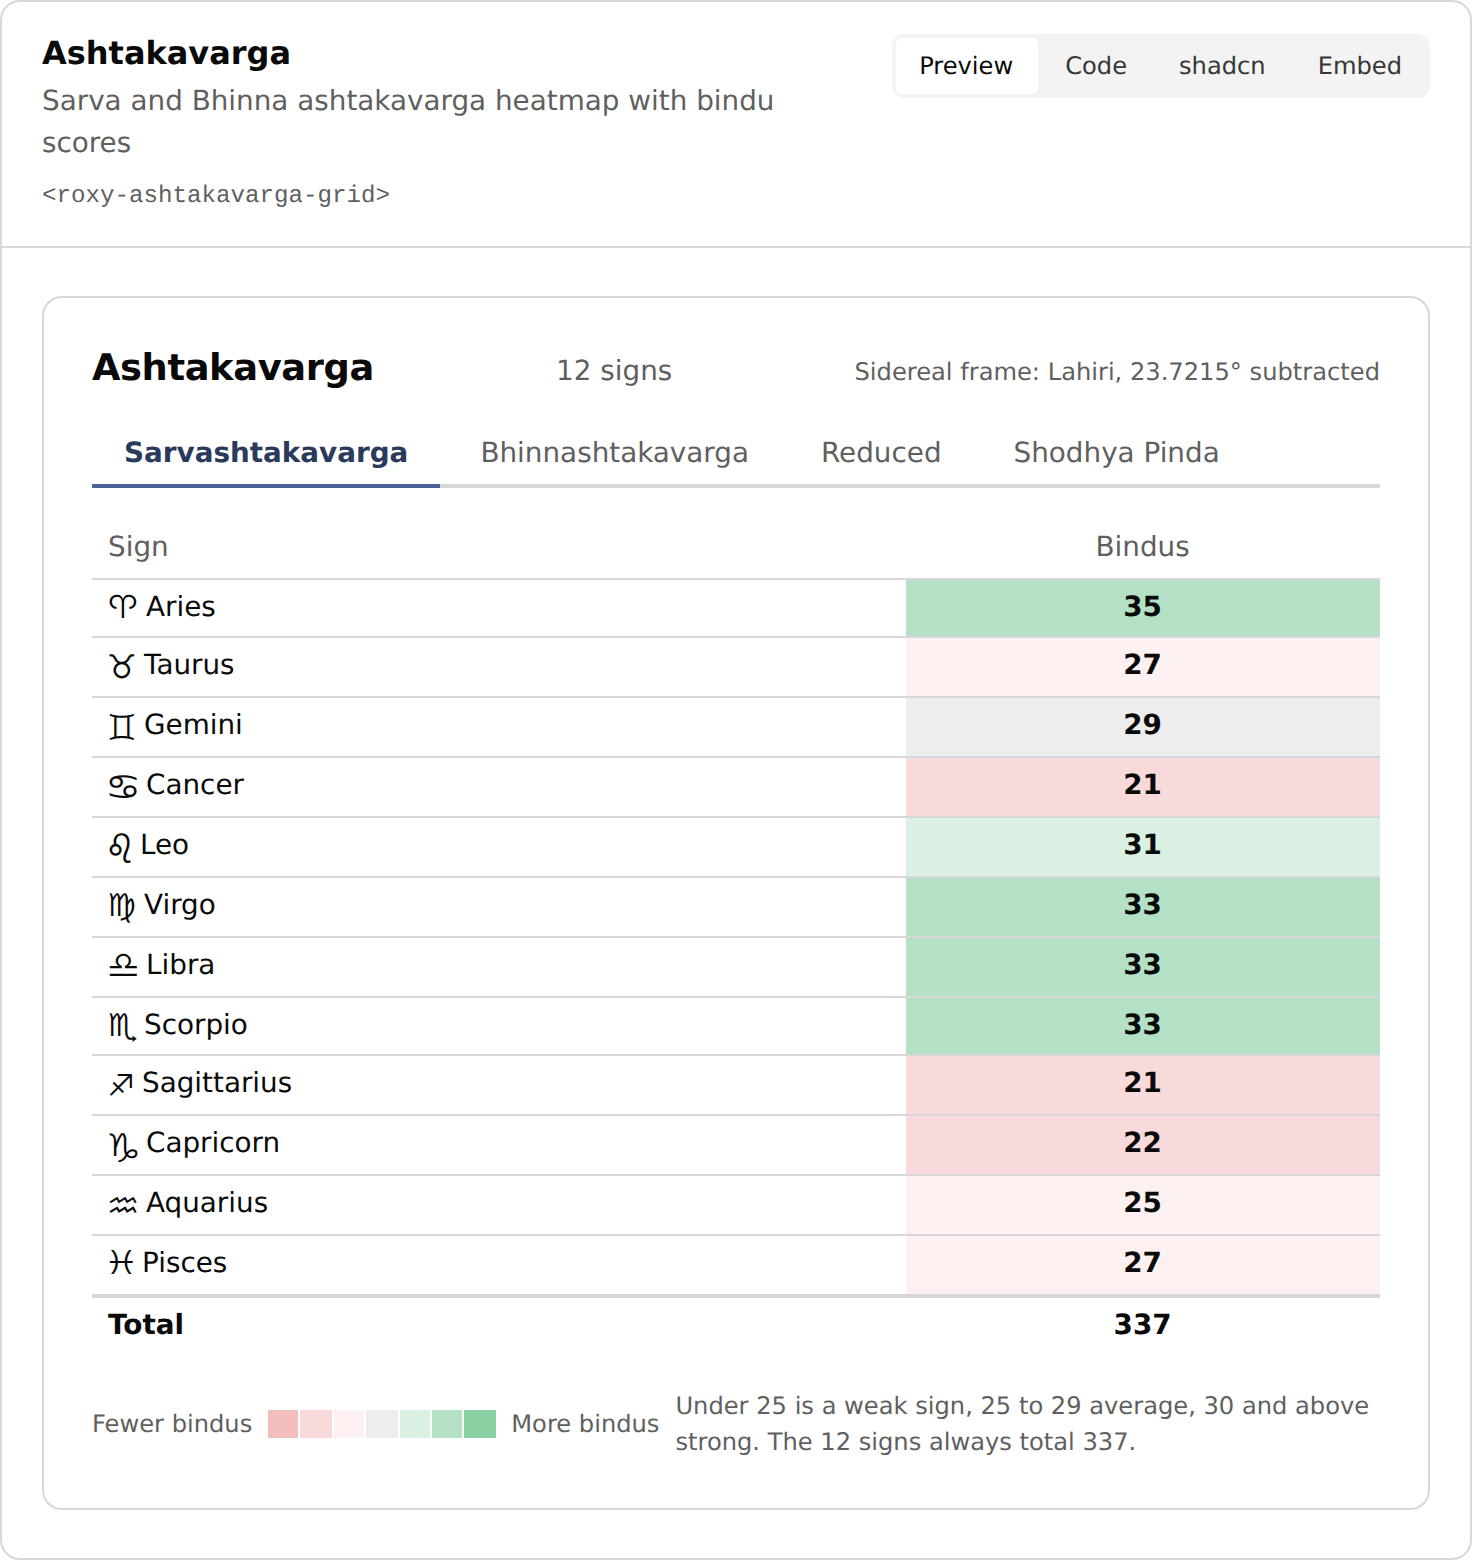 Ashtakavarga
Sarva and Bhinna ashtakavarga heatmap with bindu
scores
<roxy-ashtakavarga-grid>
Preview Code shadcn Embed
Ashtakavarga 12 signs Sidereal frame: Lahiri, 23.7215° subtracted
Sarvashtakavarga Bhinnashtakavarga Reduced Shodhya Pinda
Sign Bindus
♈ Aries 35
♉ Taurus 27
♊ Gemini 29
♋ Cancer 21
♌ Leo 31
♍ Virgo 33
♎ Libra 33
♏ Scorpio 33
♐ Sagittarius 21
♑ Capricorn 22
♒ Aquarius 25
♓ Pisces 27
Total 337
Fewer bindus More bindus
Under 25 is a weak sign, 25 to 29 average, 30 and above
strong. The 12 signs always total 337.